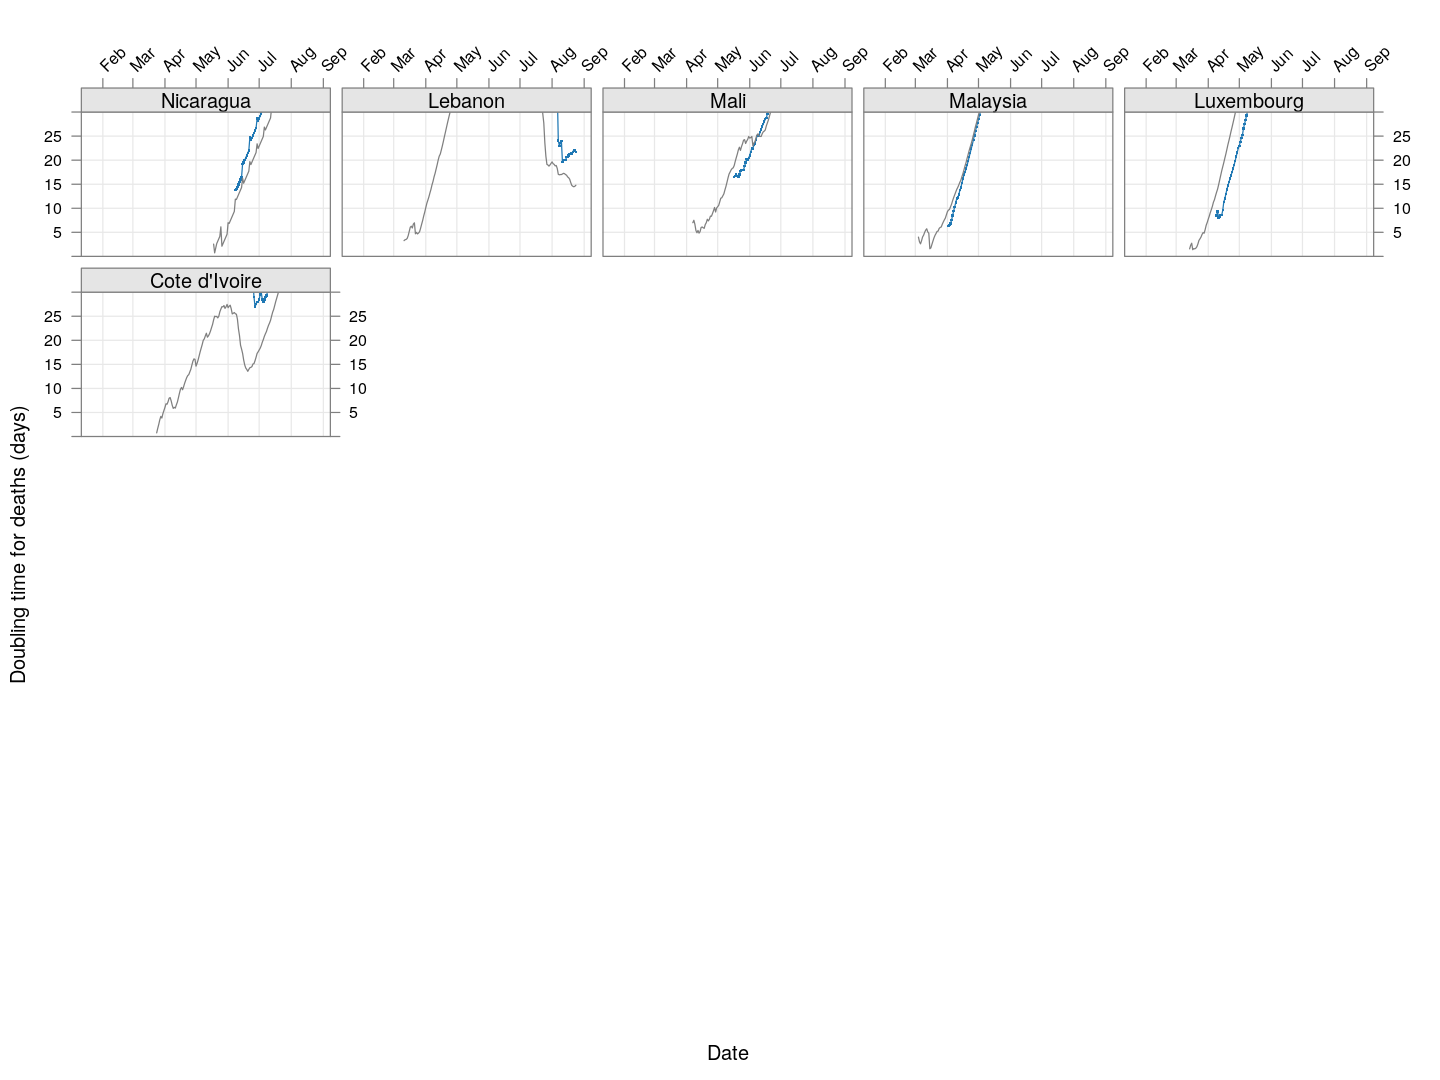 Feb Mar Apr May Jun Jul Aug Sep Feb Mar Apr May Jun Jul Aug Sep Feb Mar Apr May Jun Jul Aug Sep Feb Mar Apr May Jun Jul Aug Sep Feb Mar Apr May Jun Jul Aug Sep
Nicaragua Lebanon Mali Malaysia Luxembourg
25 25
20 20
15 15
10 10
5 5
Cote d'Ivoire
25 25
20 20
15 15
10 10
5 5
Doubling time for deaths (days)
Date